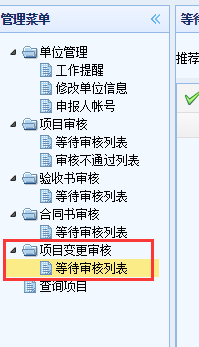 管理菜单
等待
推荐
单位管理
工作提醒
修改单位信息
申报人帐号
项目审核
等待审核列表
审核不通过列表
验收书审核
等待审核列表
合同书审核
等待审核列表
项目变更审核
等待审核列表
查询项目